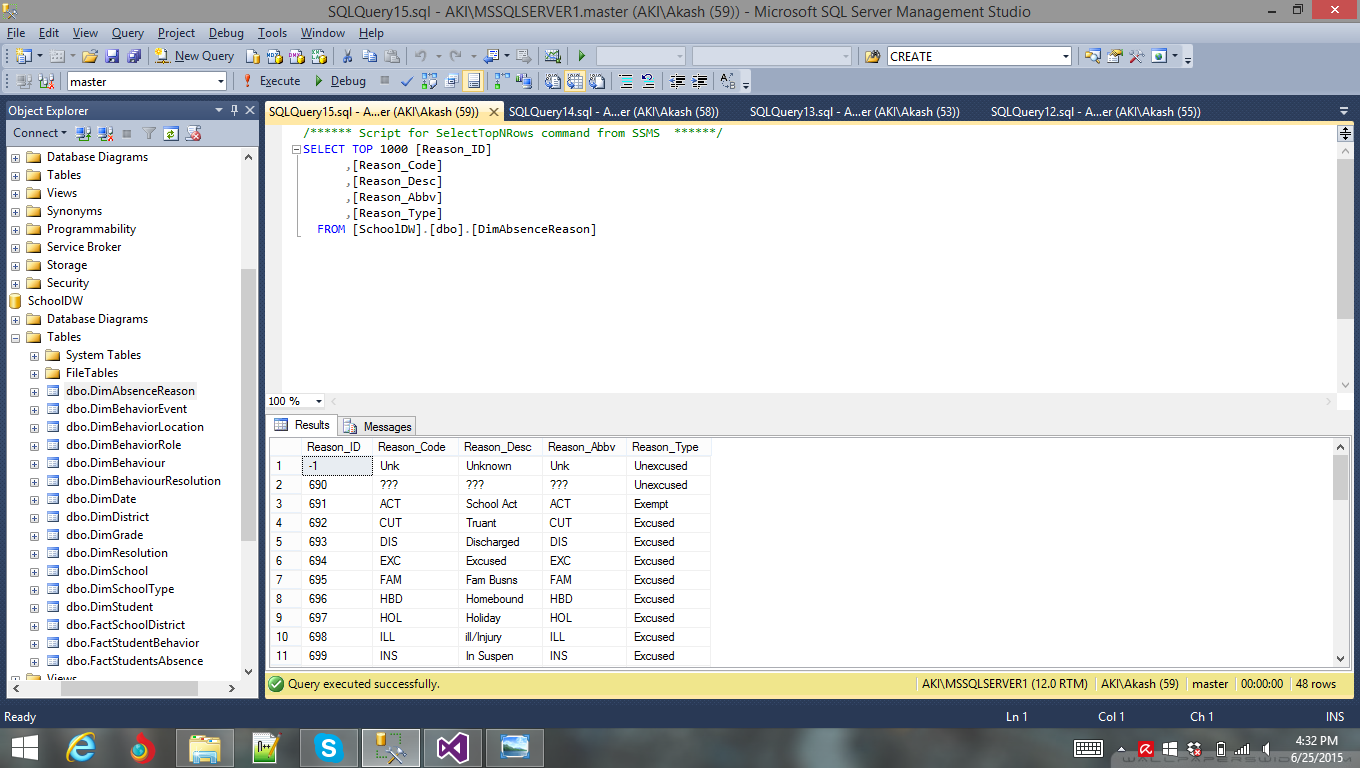 SQLQuery15.sql - AKI\MSSQLSERVER1.master (AKI\Akash (59)) - Microsoft SQL Server Management Studio
File Edit View Query Project Debug Tools Window Help
New Query CREATE
master Execute Debug
Object Explorer
Connect
Database Diagrams
Tables
Views
Synonyms
Programmability
Service Broker
Storage
Security
SchoolDW
Database Diagrams
Tables
System Tables
FileTables
dbo.DimAbsenceReason
dbo.DimBehaviorEvent
dbo.DimBehaviorLocation
dbo.DimBehaviorRole
dbo.DimBehaviour
dbo.DimBehaviourResolution
dbo.DimDate
dbo.DimDistrict
dbo.DimGrade
dbo.DimResolution
dbo.DimSchool
dbo.DimSchoolType
dbo.DimStudent
dbo.FactSchoolDistrict
dbo.FactStudentBehavior
dbo.FactStudentsAbsence
Views
SQLQuery15.sql - A...er (AKI\Akash (59)) SQLQuery14.sql - A...er (AKI\Akash (58)) SQLQuery13.sql - A...er (AKI\Akash (53)) SQLQuery12.sql - A...er (AKI\Akash (55))
/****** Script for SelectTopNRows command from SSMS ******/
SELECT TOP 1000 [Reason_ID]
,[Reason_Code]
,[Reason_Desc]
,[Reason_Abbv]
,[Reason_Type]
FROM [SchoolDW].[dbo].[DimAbsenceReason]
100 %
Results Messages
Reason_ID Reason_Code Reason_Desc Reason_Abbv Reason_Type
1 -1 Unk Unknown Unk Unexcused
2 690 ??? ??? ??? Unexcused
3 691 ACT School Act ACT Exempt
4 692 CUT Truant CUT Excused
5 693 DIS Discharged DIS Excused
6 694 EXC Excused EXC Excused
7 695 FAM Fam Busns FAM Excused
8 696 HBD Homebound HBD Excused
9 697 HOL Holiday HOL Excused
10 698 ILL ill/Injury ILL Excused
11 699 INS In Suspen INS Excused
Query executed successfully. AKI\MSSQLSERVER1 (12.0 RTM) AKI\Akash (59) master 00:00:00 48 rows
Ready Ln 1 Col 1 Ch 1 INS
4:32 PM
6/25/2015